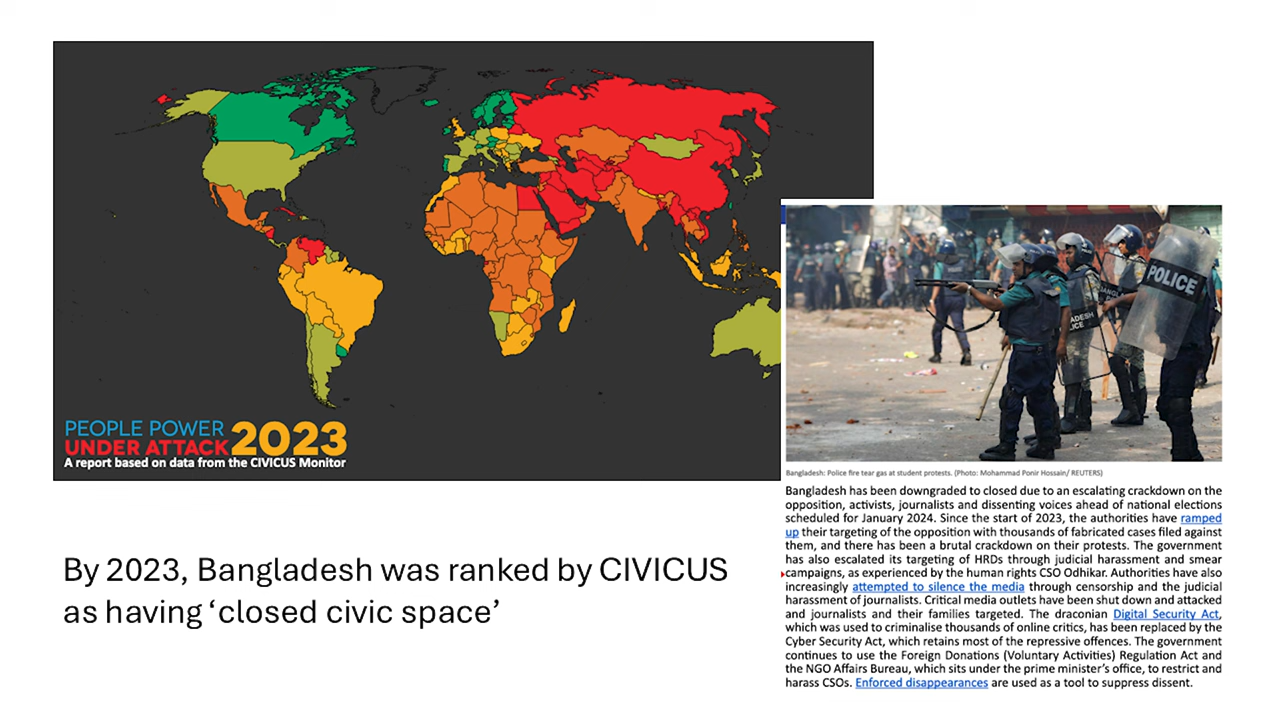 PEOPLE POWER
UNDER ATTACK 2023
A report based on data from the CIVICUS Monitor
By 2023, Bangladesh was ranked by CIVICUS
as having ‘closed civic space’
POLICE
ADESH
LICE
Bangladesh: Police fire tear gas at student protests. (Photo: Mohammad Ponir Hossain/ REUTERS)
Bangladesh has been downgraded to closed due to an escalating crackdown on the
opposition, activists, journalists and dissenting voices ahead of national elections
scheduled for January 2024. Since the start of 2023, the authorities have ramped
up their targeting of the opposition with thousands of fabricated cases filed against
them, and there has been a brutal crackdown on their protests. The government
has also escalated its targeting of HRDs through judicial harassment and smear
campaigns, as experienced by the human rights CSO Odhikar. Authorities have also
increasingly attempted to silence the media through censorship and the judicial
harassment of journalists. Critical media outlets have been shut down and attacked
and journalists and their families targeted. The draconian Digital Security Act,
which was used to criminalise thousands of online critics, has been replaced by the
Cyber Security Act, which retains most of the repressive offences. The government
continues to use the Foreign Donations (Voluntary Activities) Regulation Act and
the NGO Affairs Bureau, which sits under the prime minister’s office, to restrict and
harass CSOs. Enforced disappearances are used as a tool to suppress dissent.